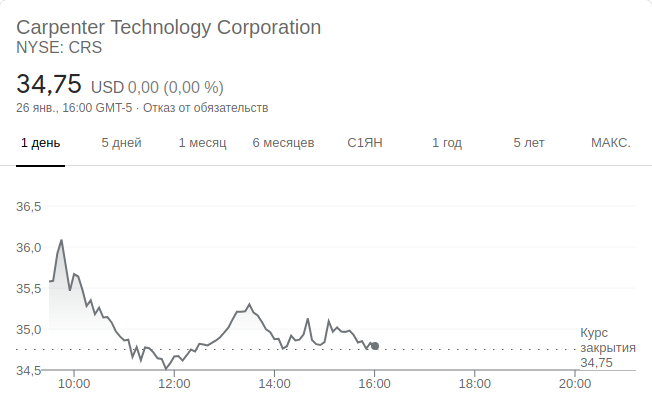 Carpenter Technology Corporation
NYSE: CRS
34,75 USD 0,00 (0,00 %)
26 янв., 16:00 GMT-5 · Отказ от обязательств
1 день 5 дней 1 месяц 6 месяцев С1ЯН 1 год 5 лет МАКС.
36,5
36,0
35,5
35,0
Курс
закрытия
34,75
34,5
10:00 12:00 14:00 16:00 18:00 20:00